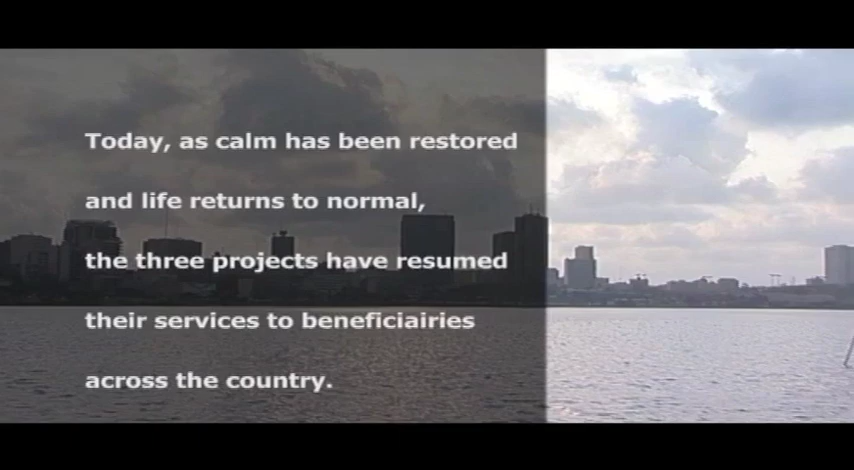 Today, as calm has been restored
and life returns to normal,
the three projects have resumed
their services to beneficiairies
across the country.